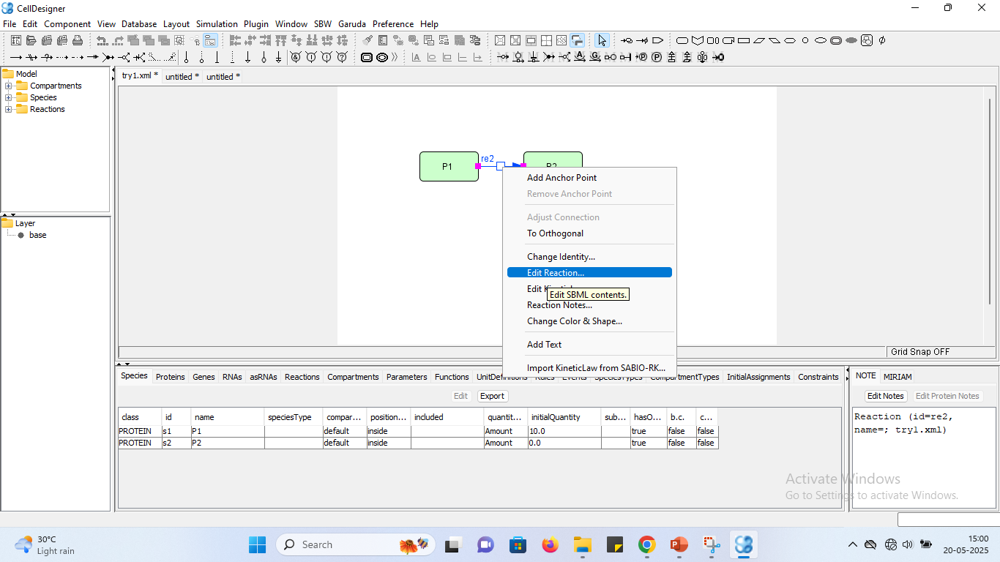 CellDesigner
File Edit Component View Database Layout Simulation Plugin Window SBW Garuda Preference Help
Model
Compartments
Species
Reactions
try1.xml * untitled * untitled *
P1 re2
Layer
base
Add Anchor Point
Remove Anchor Point
Adjust Connection
To Orthogonal
Change Identity...
Edit Reaction...
Edit
Edit SBML contents.
Reaction Notes...
Change Color & Shape...
Add Text
Import KineticLaw from SABIO-RK...
Grid Snap OFF
Species Proteins Genes RNAs asRNAs Reactions Compartments Parameters Functions UnitDefinitions Rules Events SpeciesTypes CompartmentTypes InitialAssignments Constraints
Edit Export
class id name speciesType compar... position... included quantit... initialQuantity sub... hasO... b.c. c...
PROTEIN s1 P1 default inside Amount 10.0 true false false
PROTEIN s2 P2 default inside Amount 0.0 true false false
NOTE MIRIAM
Edit Notes Edit Protein Notes
Reaction (id=re2,
name=; try1.xml)
Activate Windows
Go to Settings to activate Windows.
30°C
Light rain
Search
15:00
20-05-2025